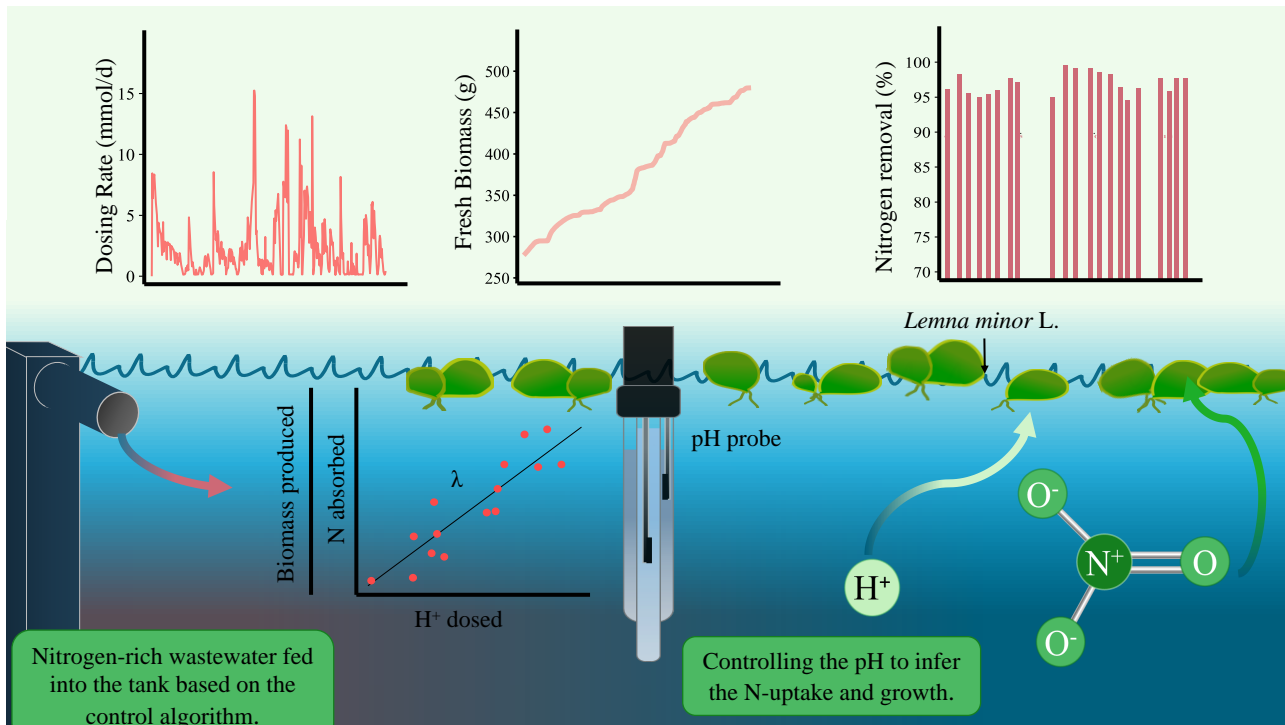 Dosing Rate (mmol/d)
15
10
5
0
Fresh Biomass (g)
500
450
400
350
300
250
Nitrogen removal (%)
100
95
90
85
80
75
70
Lemna minor L.
pH probe
Biomass produced
N absorbed
λ
H⁺ dosed
H⁺
O⁻
N⁺
O
O⁻
Nitrogen-rich wastewater fed
into the tank based on the
control algorithm.
Controlling the pH to infer
the N-uptake and growth.